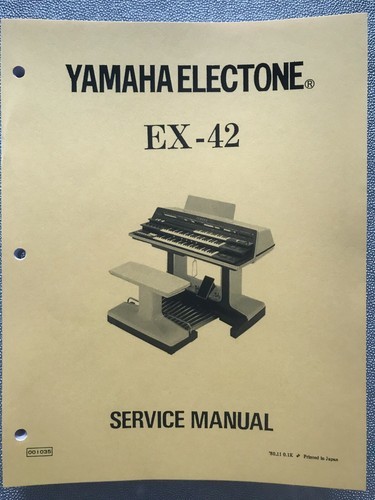 YAMAHA ELECTONE®
EX-42
SERVICE MANUAL
001035
Printed in Japan